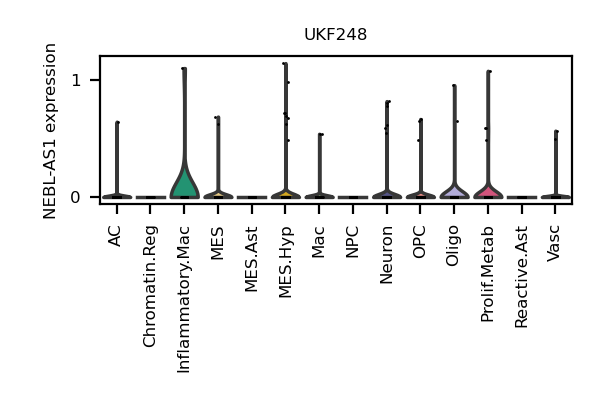 UKF248
NEBL-AS1 expression
1
0
AC
Chromatin.Reg
Inflammatory.Mac
MES
MES.Ast
MES.Hyp
Mac
NPC
Neuron
OPC
Oligo
Prolif.Metab
Reactive.Ast
Vasc